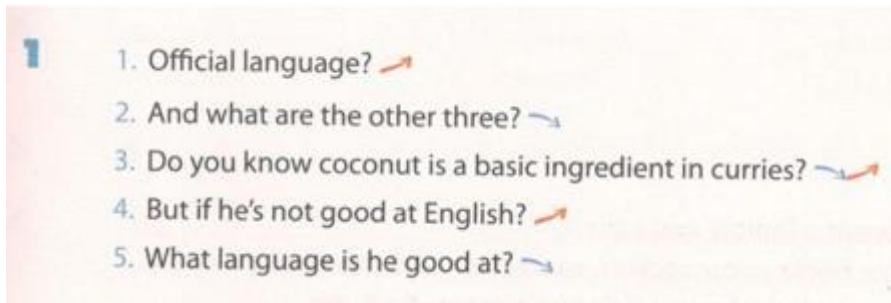 1
1. Official language?
2. And what are the other three?
3. Do you know coconut is a basic ingredient in curries?
4. But if he's not good at English?
5. What language is he good at?